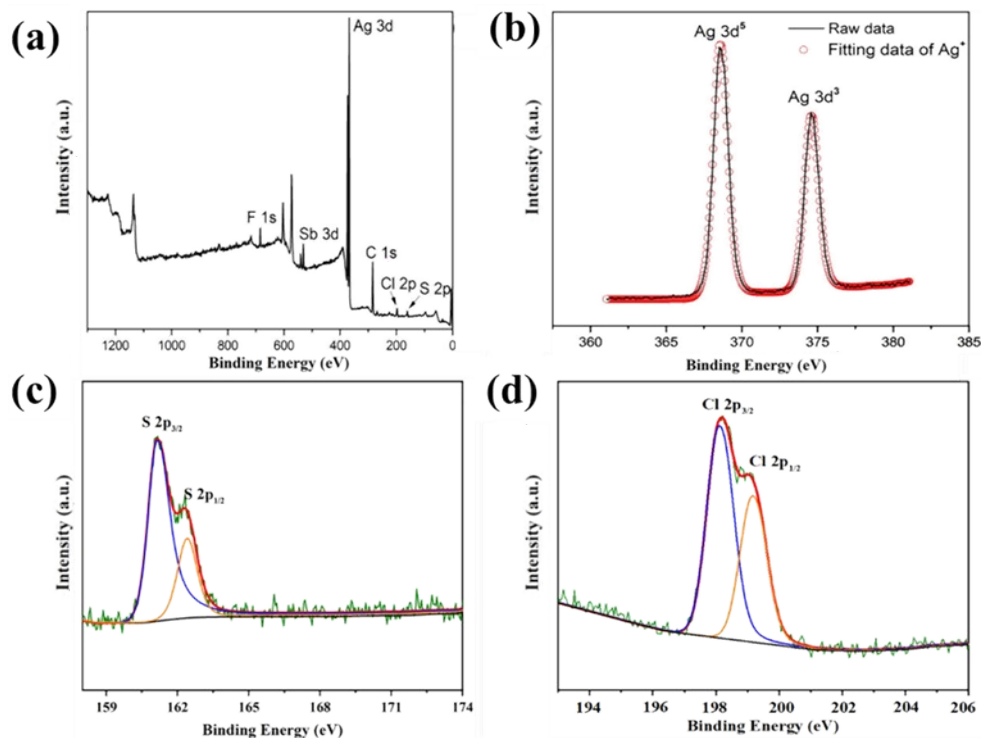 (a)
Ag 3d
F 1s
Sb 3d
C 1s
Cl 2p
S 2p
Intensity (a.u.)
1200 1000 800 600 400 200 0
Binding Energy (eV)
(b)
Ag 3d⁵
Ag 3d³
Raw data
Fitting data of Ag⁺
Intensity (a.u.)
360 365 370 375 380 385
Binding Energy (eV)
(c)
S 2p₃/₂
S 2p₁/₂
Intensity (a.u.)
159 162 165 168 171 174
Binding Energy (eV)
(d)
Cl 2p₃/₂
Cl 2p₁/₂
Intensity (a.u.)
194 196 198 200 202 204 206
Binding Energy (eV)